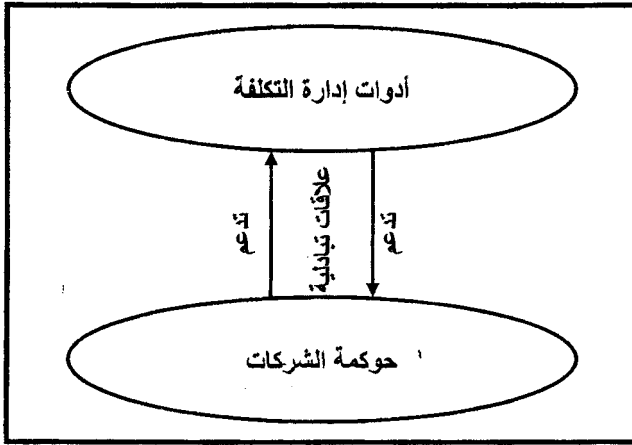 أدوات إدارة التكلفة
تدعم
علاقات تبادلية
تدعم
حوكمة الشركات